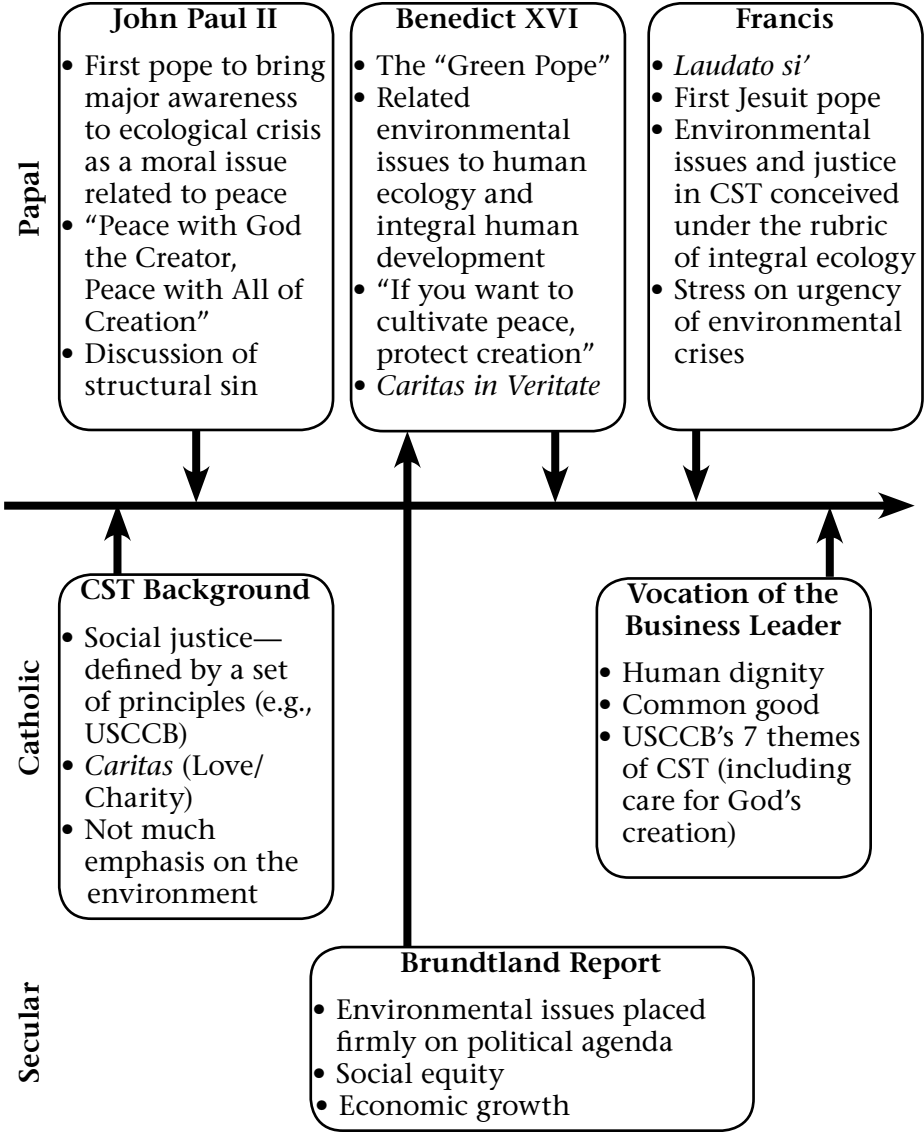 Papal
John Paul II
• First pope to bring
major awareness
to ecological crisis
as a moral issue
related to peace
• “Peace with God
the Creator,
Peace with All of
Creation”
• Discussion of
structural sin
Benedict XVI
• The “Green Pope”
• Related
environmental
issues to human
ecology and
integral human
development
• “If you want to
cultivate peace,
protect creation”
• Caritas in Veritate
Francis
• Laudato si’
• First Jesuit pope
• Environmental
issues and justice
in CST conceived
under the rubric
of integral ecology
• Stress on urgency
of environmental
crises
Catholic
CST Background
• Social justice—
defined by a set
of principles (e.g.,
USCCB)
• Caritas (Love/
Charity)
• Not much
emphasis on the
environment
Vocation of the
Business Leader
• Human dignity
• Common good
• USCCB’s 7 themes
of CST (including
care for God’s
creation)
Secular
Brundtland Report
• Environmental issues placed
firmly on political agenda
• Social equity
• Economic growth